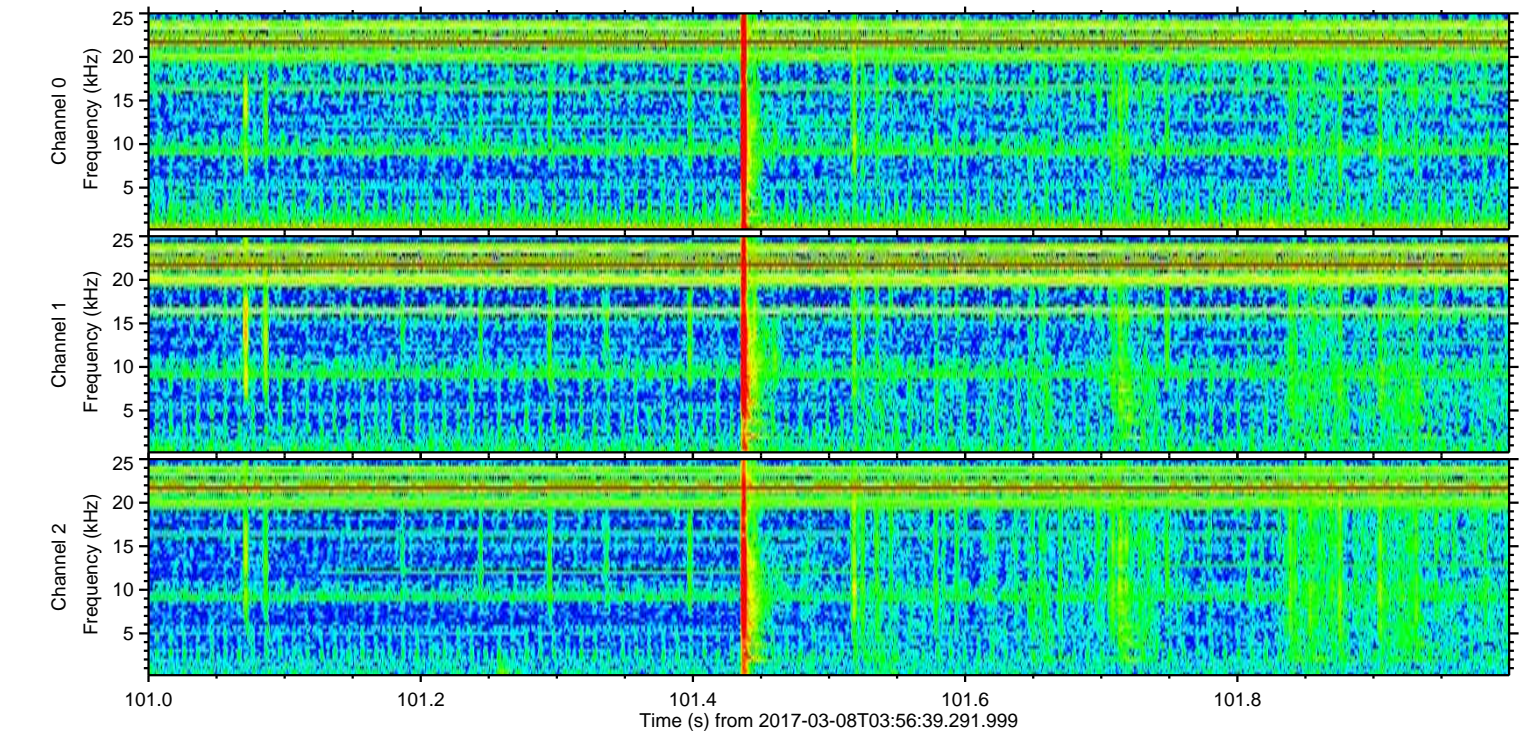 25
20
15
10
5
Channel 0
Frequency (kHz)
25
20
15
10
5
Channel 1
Frequency (kHz)
25
20
15
10
5
Channel 2
Frequency (kHz)
101.0 101.2 101.4 101.6 101.8
Time (s) from 2017-03-08T03:56:39.291.999